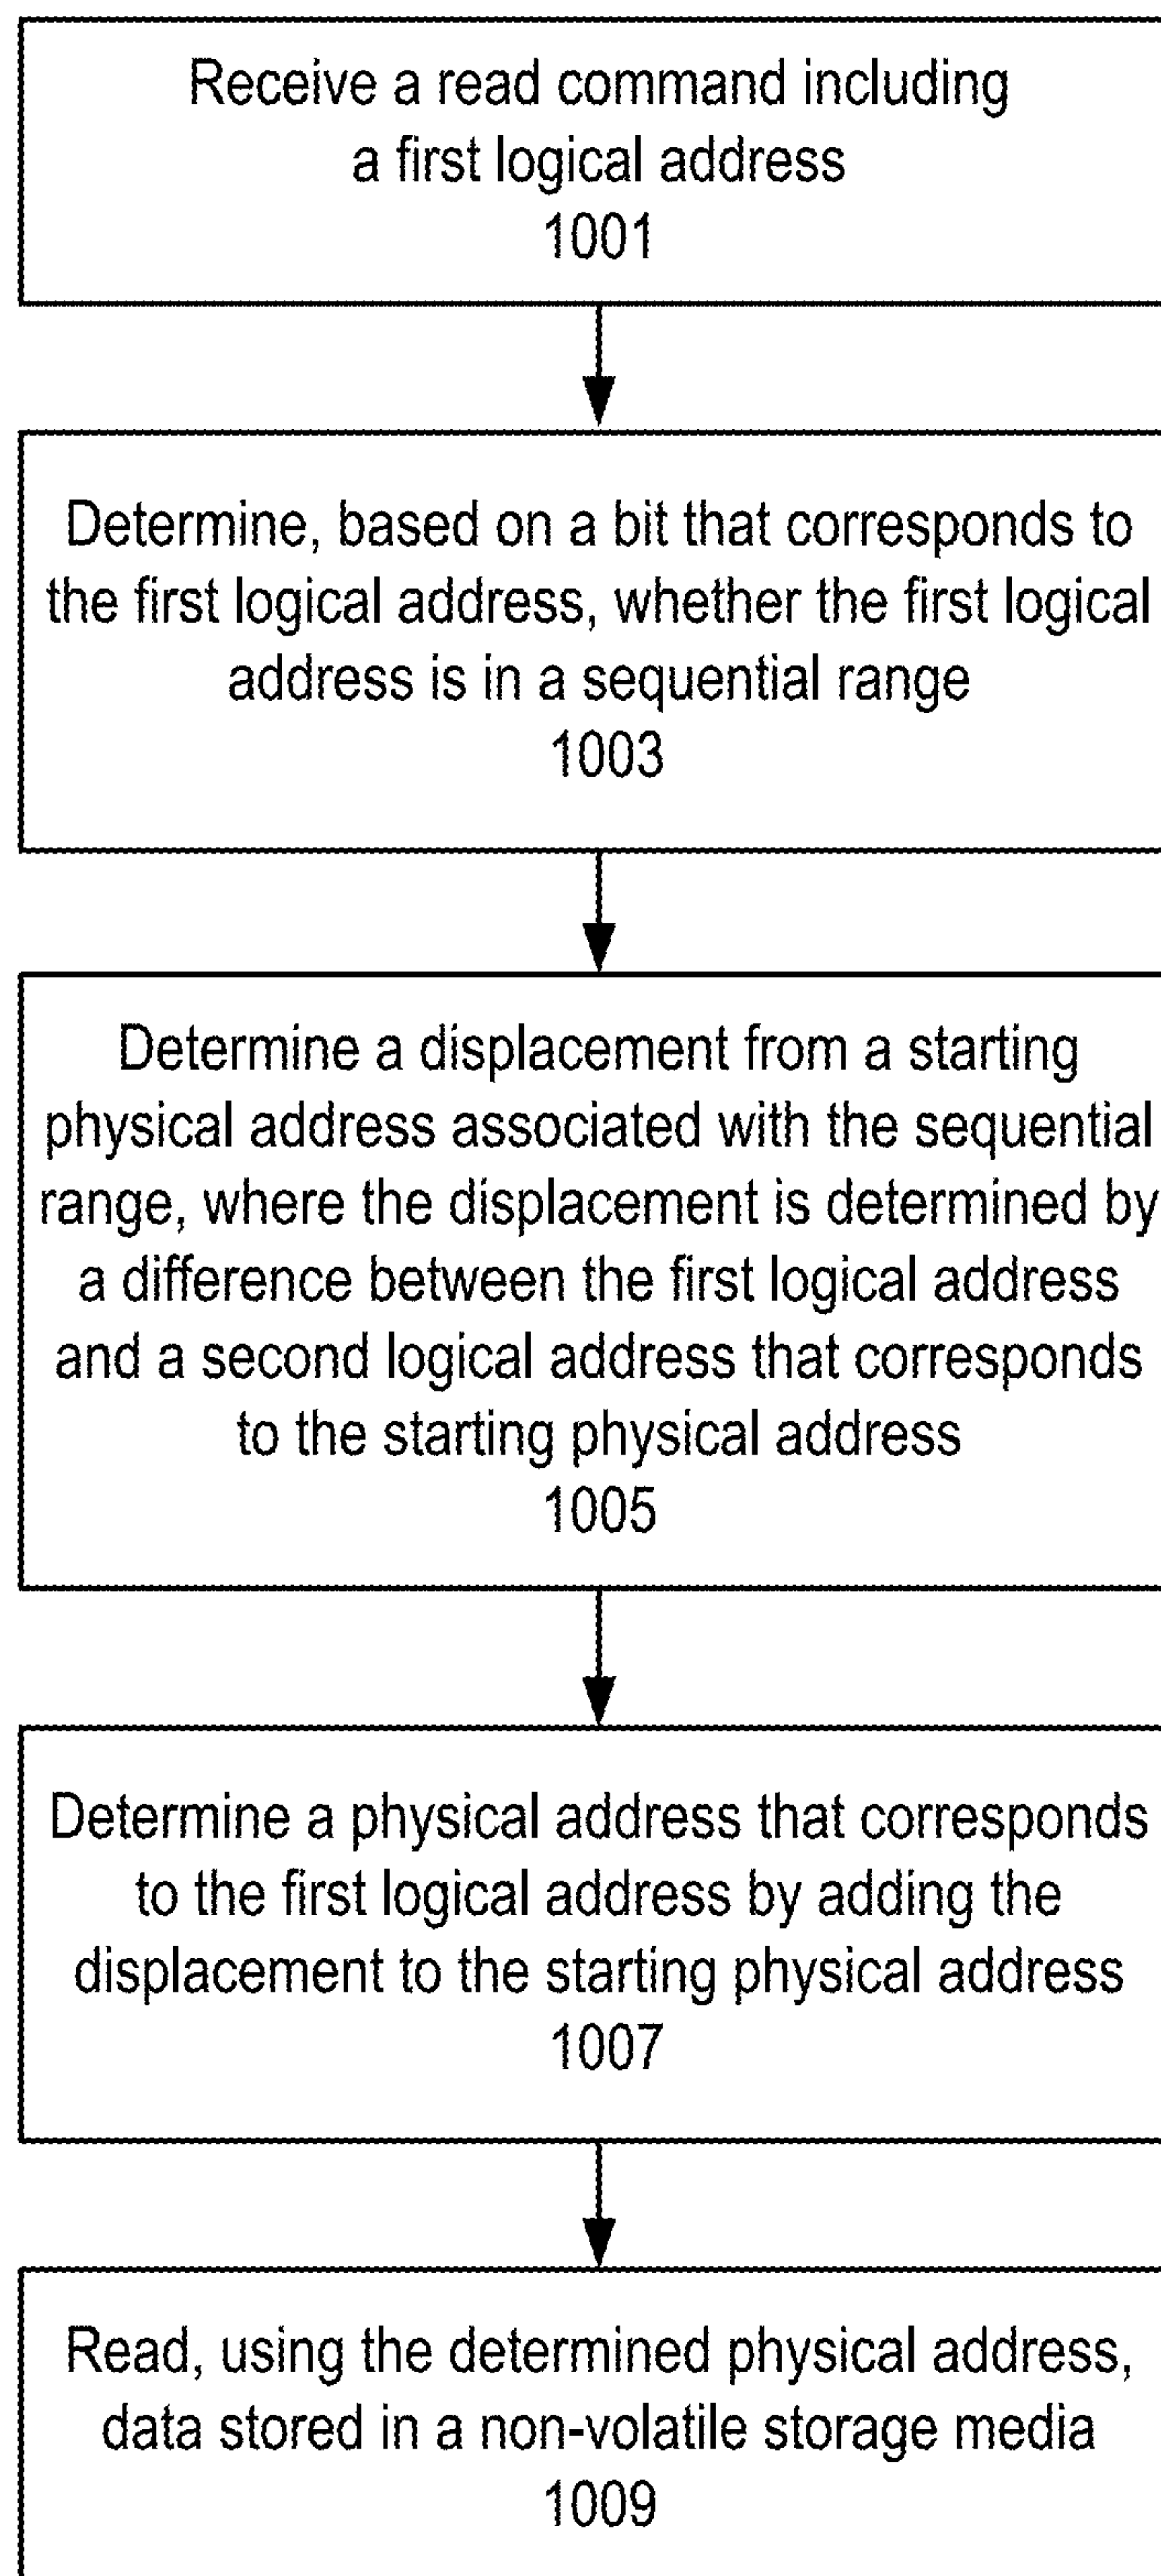 Receive a read command including
a first logical address
1001
Determine, based on a bit that corresponds to
the first logical address, whether the first logical
address is in a sequential range
1003
Determine a displacement from a starting
physical address associated with the sequential
range, where the displacement is determined by
a difference between the first logical address
and a second logical address that corresponds
to the starting physical address
1005
Determine a physical address that corresponds
to the first logical address by adding the
displacement to the starting physical address
1007
Read, using the determined physical address,
data stored in a non-volatile storage media
1009